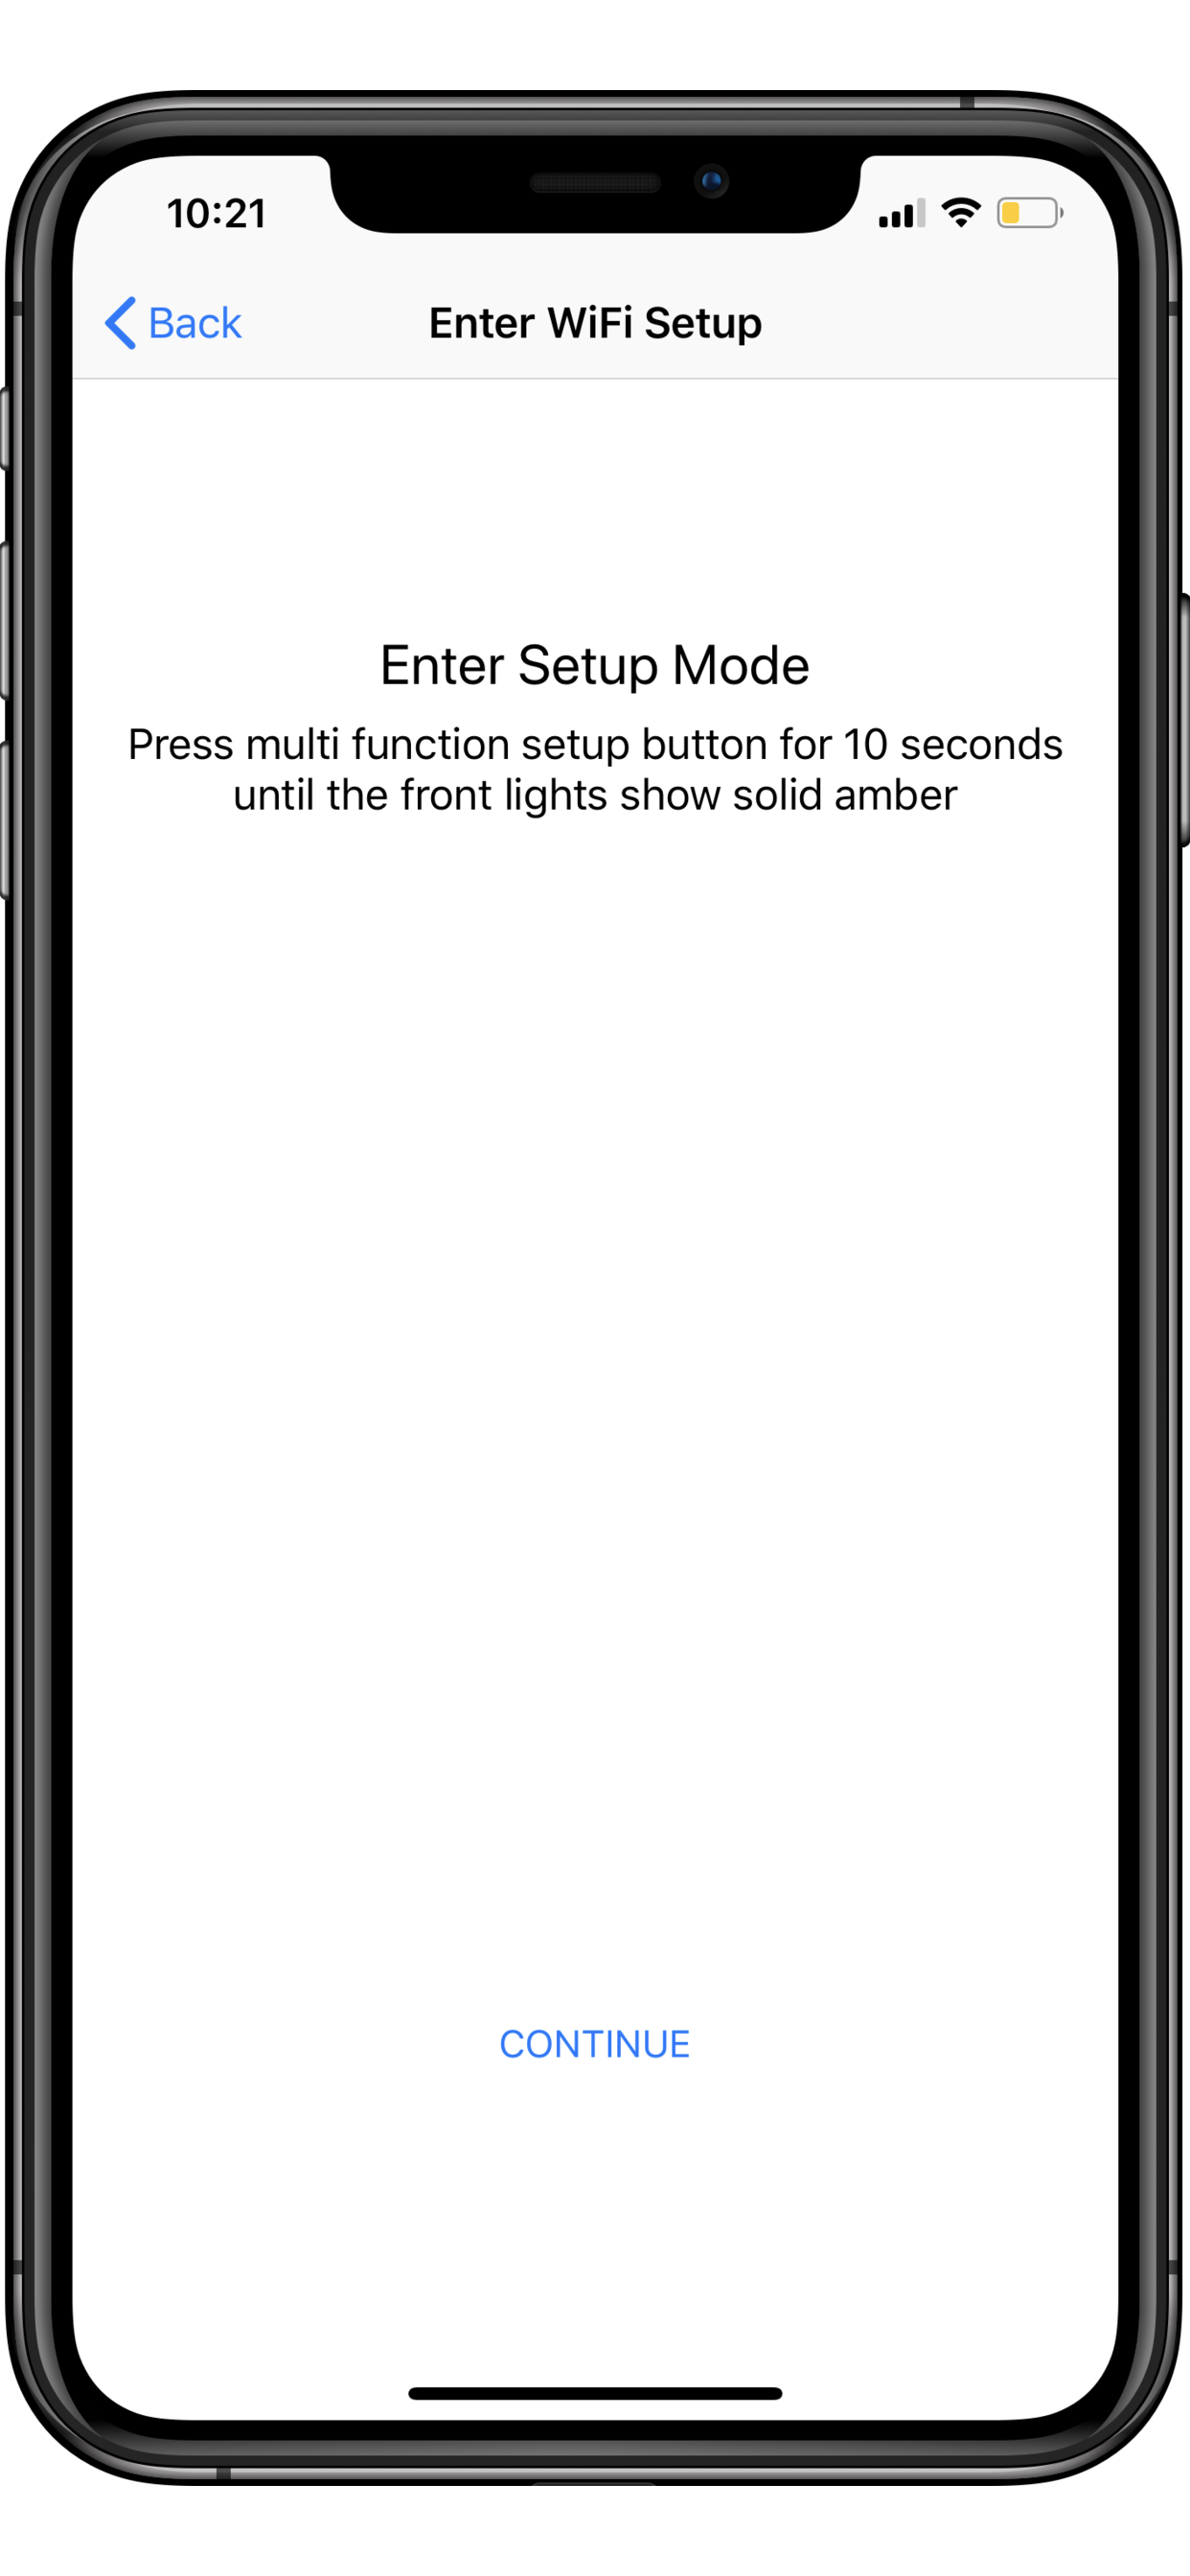 10:21
Back
Enter WiFi Setup
Enter Setup Mode
Press multi function setup button for 10 seconds
until the front lights show solid amber
CONTINUE